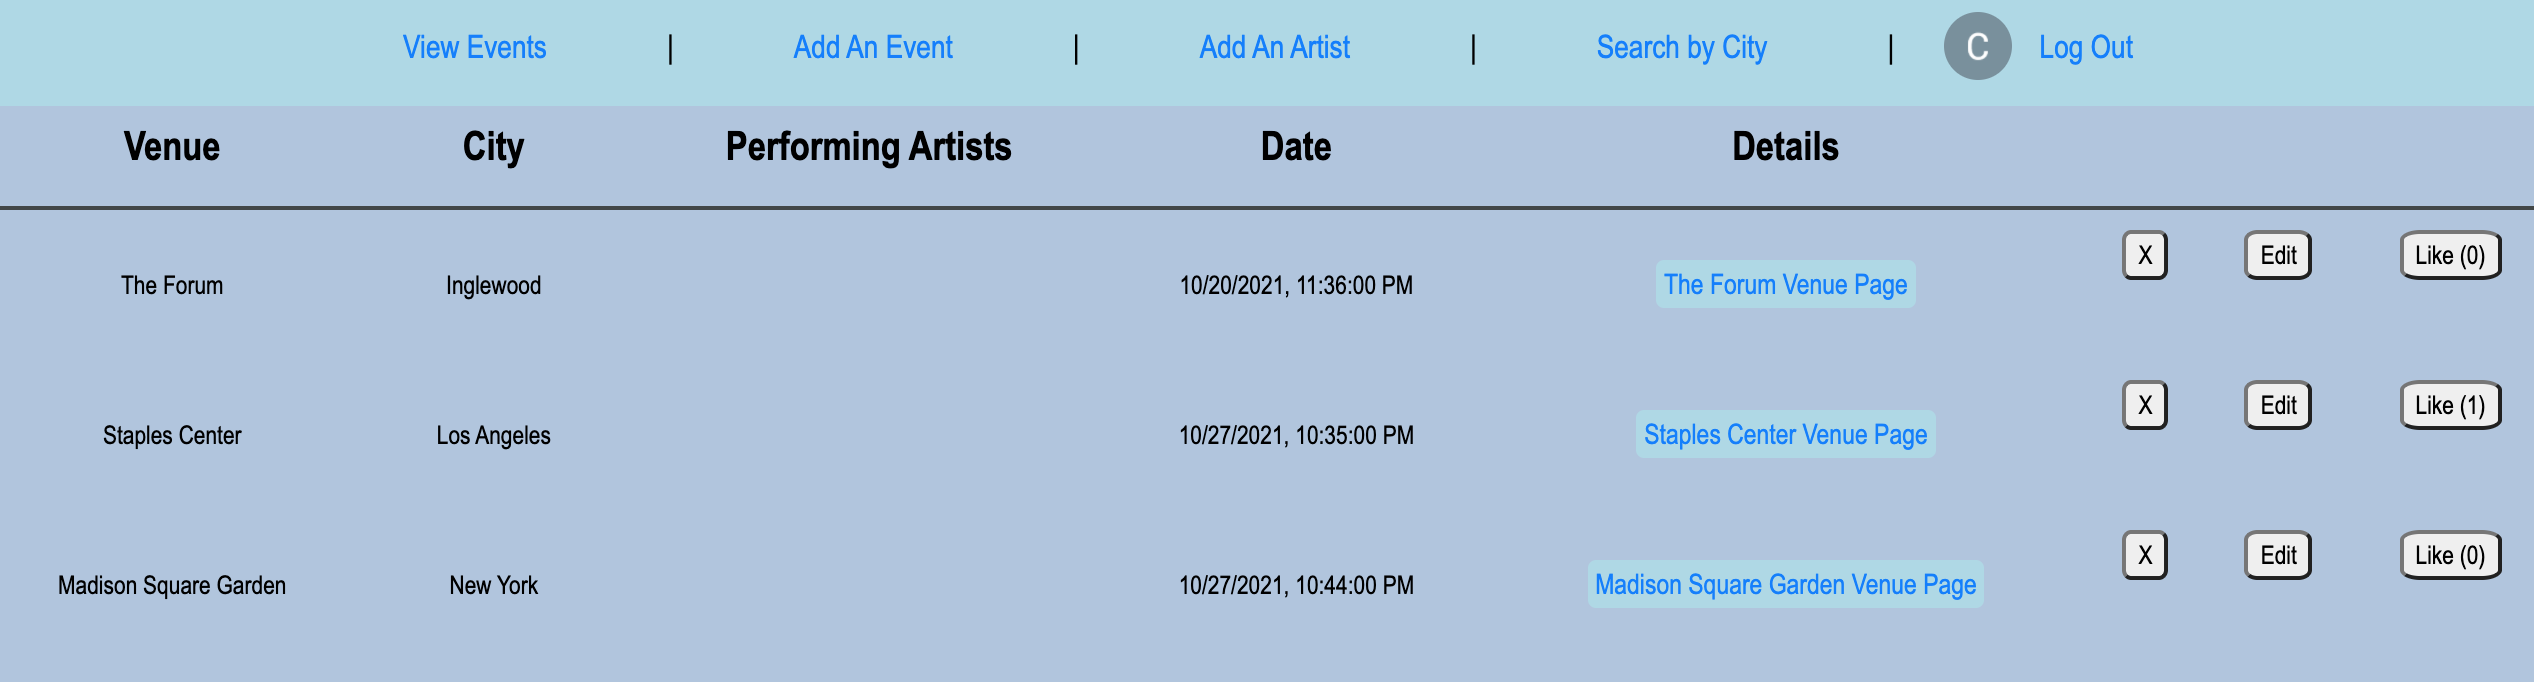 View Events | Add An Event | Add An Artist | Search by City | C Log Out
Venue City Performing Artists Date Details
The Forum Inglewood 10/20/2021, 11:36:00 PM The Forum Venue Page X Edit Like (0)
Staples Center Los Angeles 10/27/2021, 10:35:00 PM Staples Center Venue Page X Edit Like (1)
Madison Square Garden New York 10/27/2021, 10:44:00 PM Madison Square Garden Venue Page X Edit Like (0)